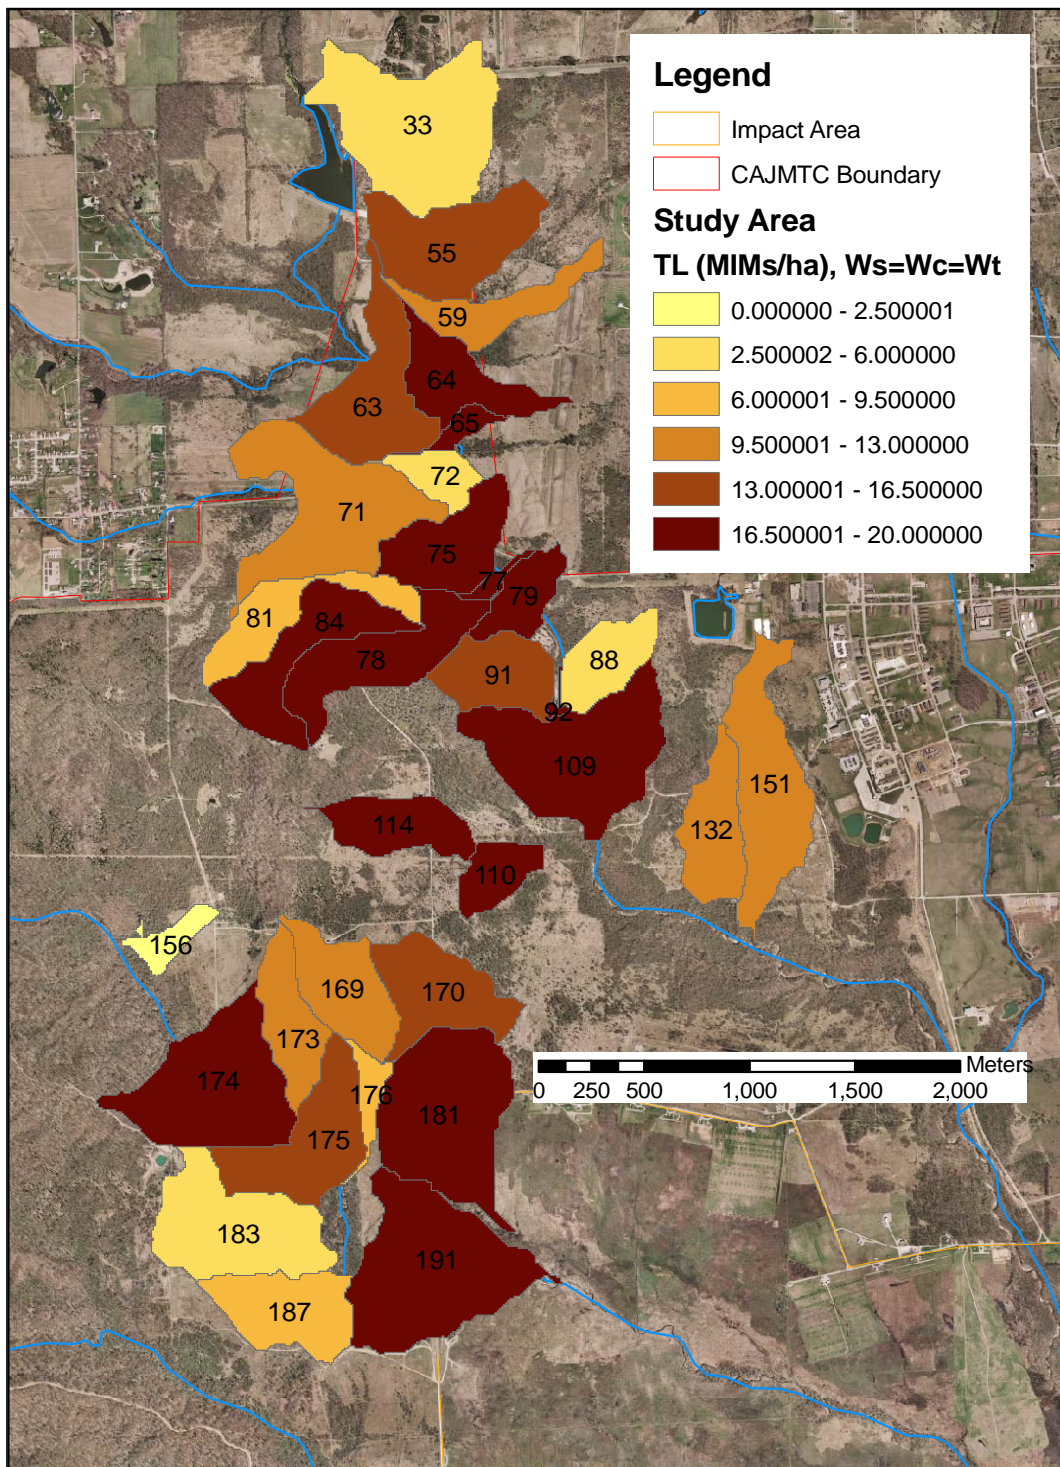 Legend
Impact Area
CAJMTC Boundary
Study Area
TL (MIMs/ha), Ws=Wc=Wt
0.000000 - 2.500001
2.500002 - 6.000000
6.000001 - 9.500000
9.500001 - 13.000000
13.000001 - 16.500000
16.500001 - 20.000000
33
55
59
64
63
65
72
71
75
77
79
81
84
78
88
91
92
109
151
114
132
110
156
169
170
173
174
176
181
175
183
191
187
Meters
0 250 500 1,000 1,500 2,000